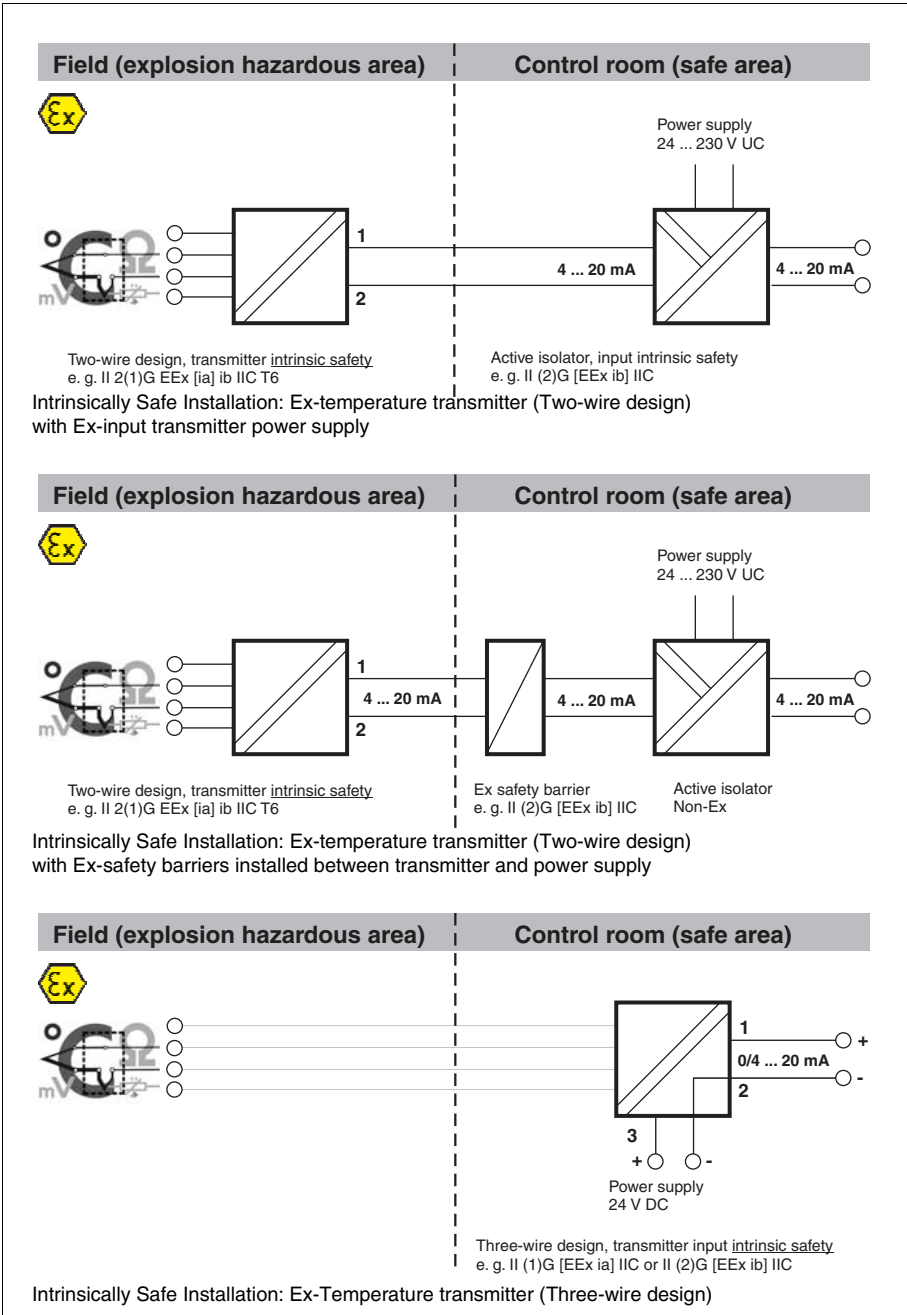 Field (explosion hazardous area) Control room (safe area)
Ex
Power supply
24 ... 230 V UC
1
4 ... 20 mA 4 ... 20 mA
°C Ω
mV
2
Two-wire design, transmitter intrinsic safety
e. g. II 2(1)G EEx [ia] ib IIC T6
Active isolator, input intrinsic safety
e. g. II (2)G [EEx ib] IIC
Intrinsically Safe Installation: Ex-temperature transmitter (Two-wire design)
with Ex-input transmitter power supply
Field (explosion hazardous area) Control room (safe area)
Ex
Power supply
24 ... 230 V UC
1
4 ... 20 mA 4 ... 20 mA 4 ... 20 mA
°C Ω
mV
2
Two-wire design, transmitter intrinsic safety
e. g. II 2(1)G EEx [ia] ib IIC T6
Ex safety barrier
e. g. II (2)G [EEx ib] IIC
Active isolator
Non-Ex
Intrinsically Safe Installation: Ex-temperature transmitter (Two-wire design)
with Ex-safety barriers installed between transmitter and power supply
Field (explosion hazardous area) Control room (safe area)
Ex
°C Ω
mV
1
+
0/4 ... 20 mA
-
2
3
+ -
Power supply
24 V DC
Three-wire design, transmitter input intrinsic safety
e. g. II (1)G [EEx ia] IIC or II (2)G [EEx ib] IIC
Intrinsically Safe Installation: Ex-Temperature transmitter (Three-wire design)